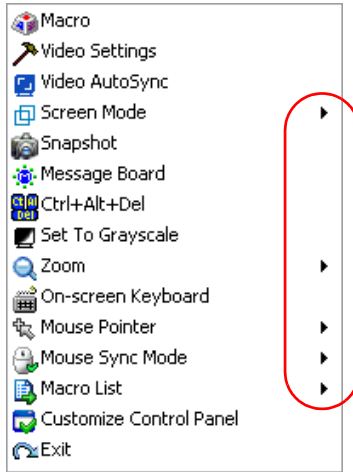 Macro
Video Settings
Video AutoSync
Screen Mode
Snapshot
Message Board
Ctrl+Alt+Del
Set To Grayscale
Zoom
On-screen Keyboard
Mouse Pointer
Mouse Sync Mode
Macro List
Customize Control Panel
Exit